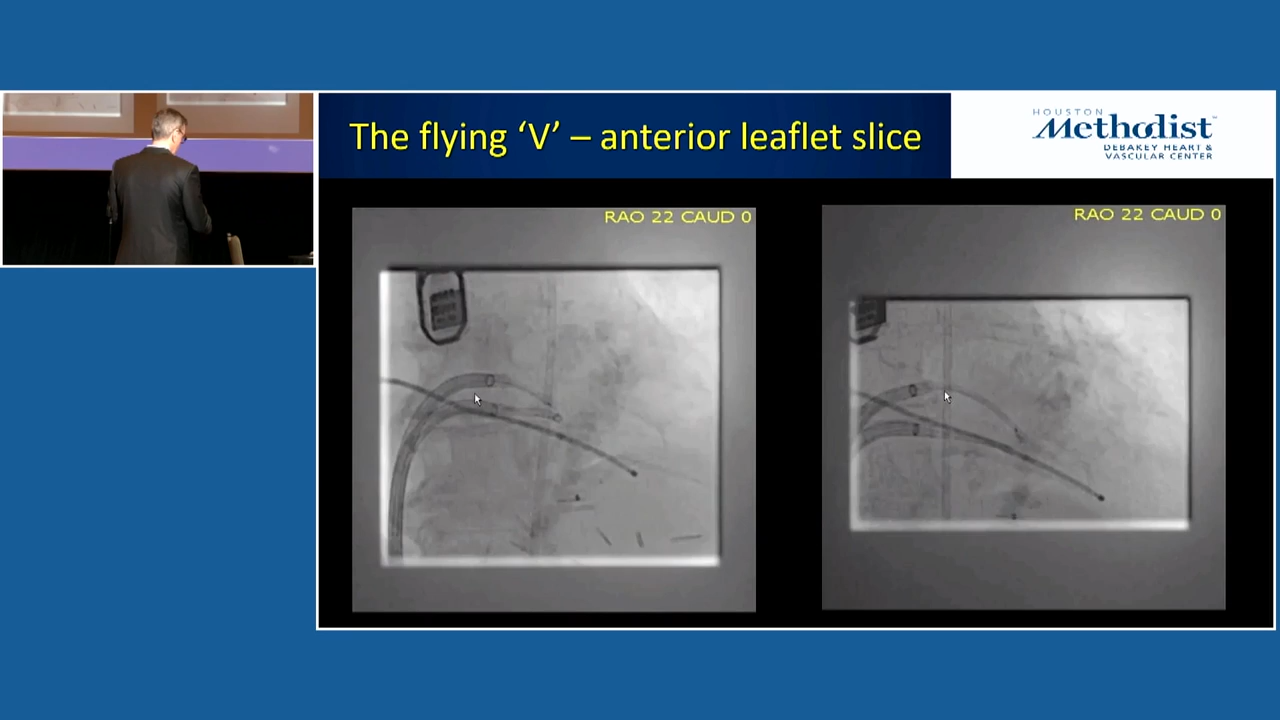 The flying ‘V’ – anterior leaflet slice
HOUSTON
Methodist
DEBAKEY HEART &
VASCULAR CENTER
RAO 22 CAUD 0
RAO 22 CAUD 0